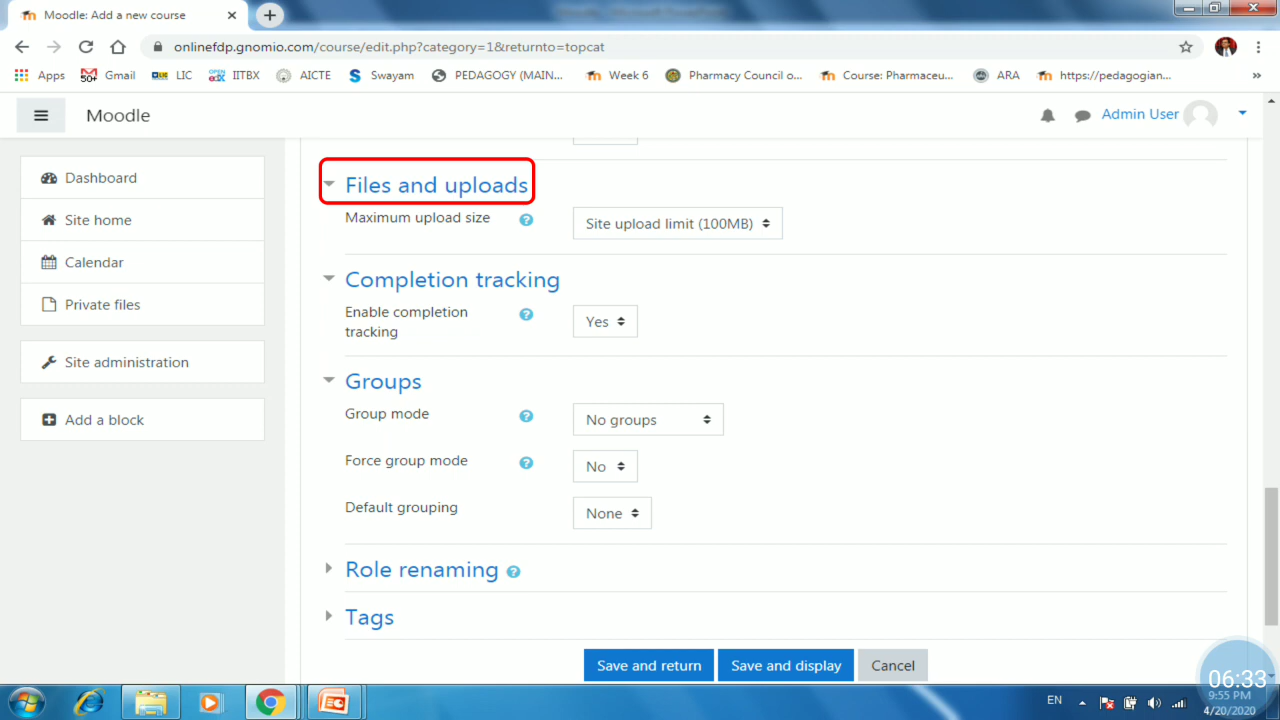 Moodle: Add a new course
onlinefdp.gnomio.com/course/edit.php?category=1&returnto=topcat
Apps Gmail LIC IITBX AICTE Swayam PEDAGOGY (MAIN... Week 6 Pharmacy Council o... Course: Pharmaceu... ARA https://pedagogian... »
Moodle
Admin User
Dashboard
Site home
Calendar
Private files
Site administration
Add a block
Files and uploads
Maximum upload size Site upload limit (100MB)
Completion tracking
Enable completion tracking Yes
Groups
Group mode No groups
Force group mode No
Default grouping None
Role renaming
Tags
Save and return Save and display Cancel
06:33
EN 9:55 PM
4/20/2020